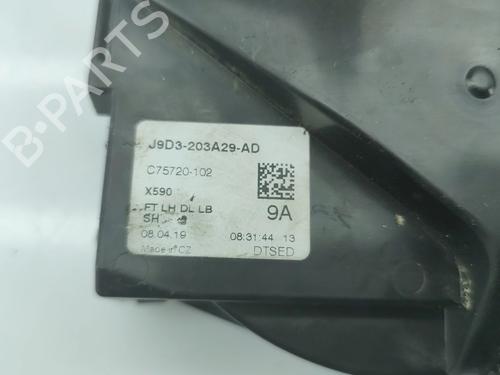 B-PARTS
J9D3-203A29-AD
C75720-102
X590
FT LH DL LB
SH
9A
08.04.19
08:31:44 13
Made in CZ
DTSED